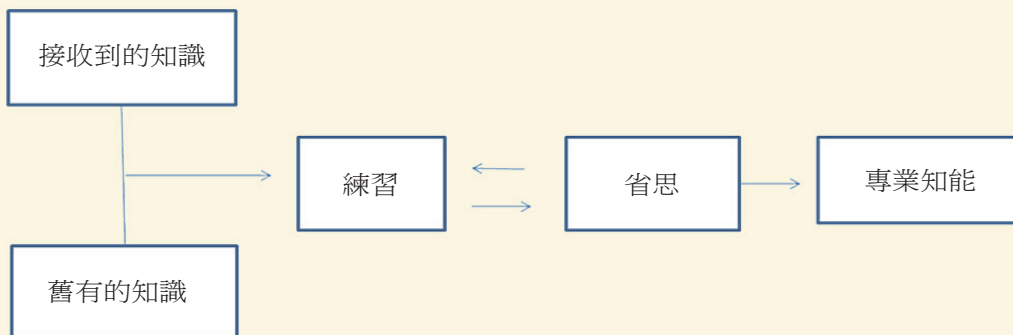 接收到的知識
練習
省思
專業知能
舊有的知識